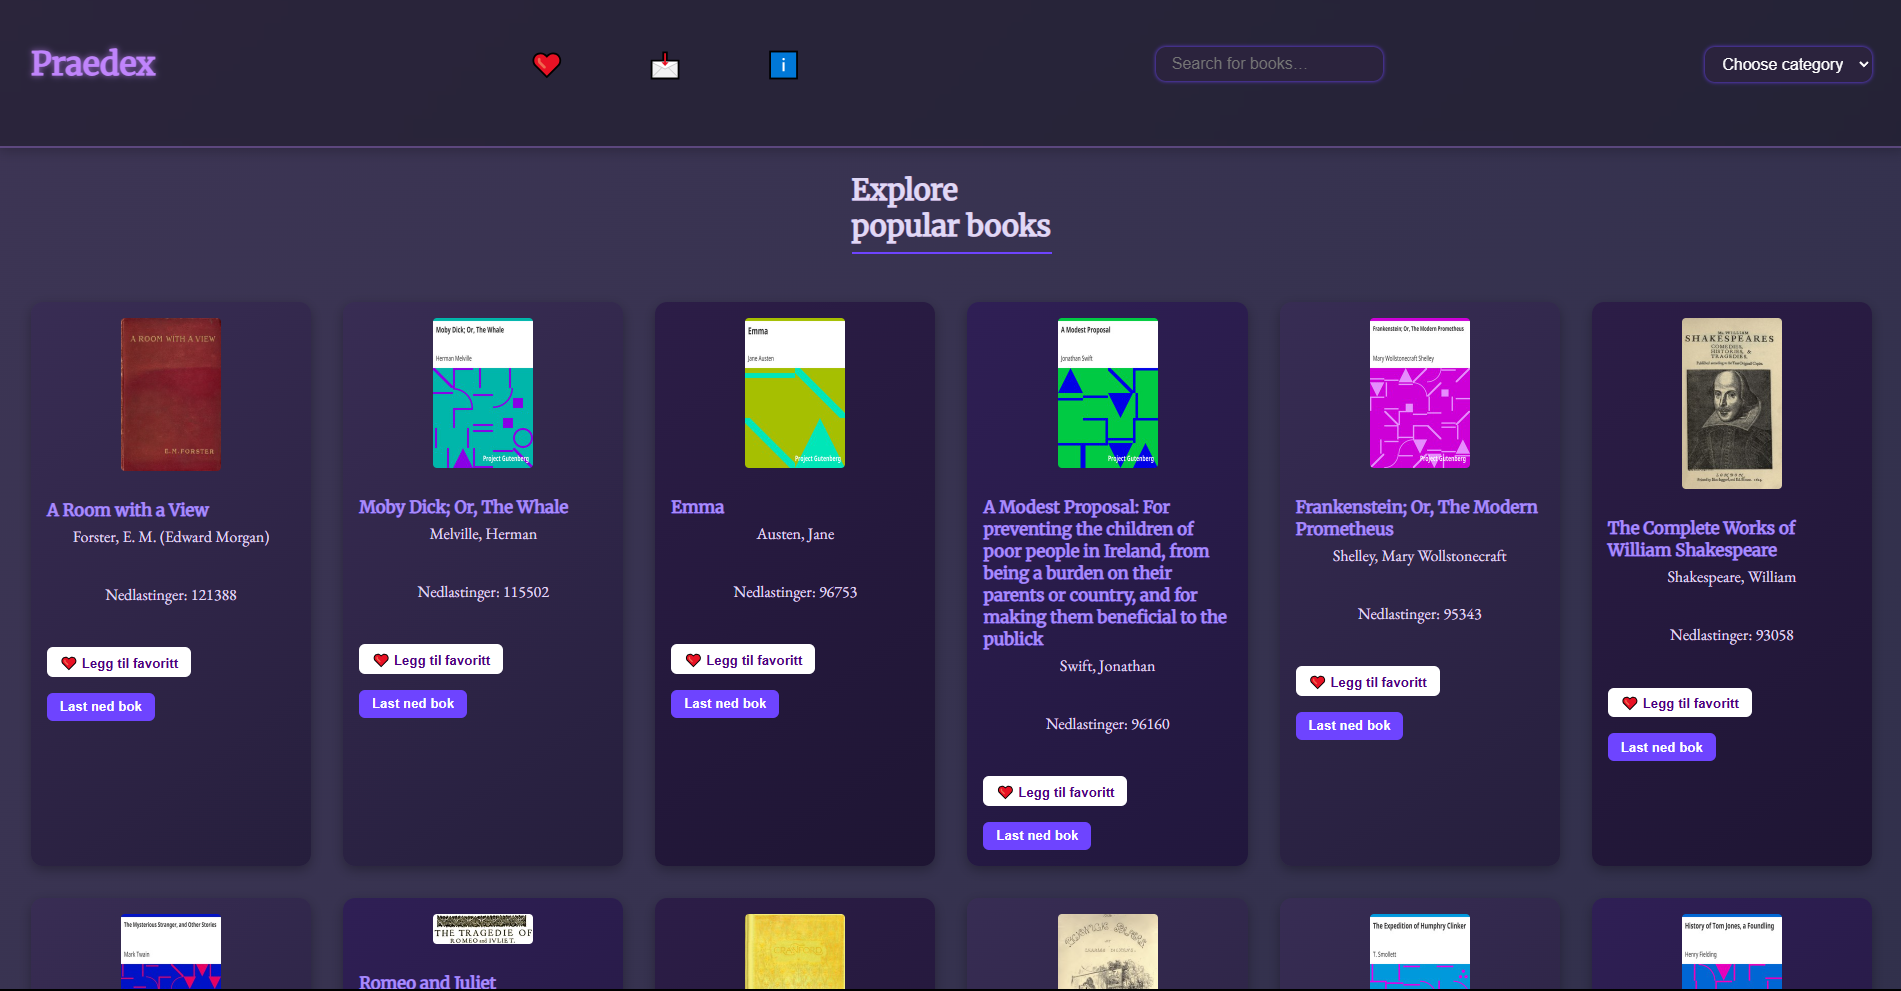 Praedex
Search for books...
Choose category
Explore
popular books
A ROOM WITH A VIEW
E.M. FORSTER
A Room with a View
Forster, E. M. (Edward Morgan)
Nedlastinger: 121388
Legg til favoritt
Last ned bok
Moby Dick; Or, The Whale
Herman Melville
Project Gutenberg
Moby Dick; Or, The Whale
Melville, Herman
Nedlastinger: 115502
Legg til favoritt
Last ned bok
Emma
Jane Austen
Project Gutenberg
Emma
Austen, Jane
Nedlastinger: 96753
Legg til favoritt
Last ned bok
A Modest Proposal
Jonathan Swift
Project Gutenberg
A Modest Proposal: For
preventing the children of
poor people in Ireland, from
being a burden on their
parents or country, and for
making them beneficial to the
publick
Swift, Jonathan
Nedlastinger: 96160
Legg til favoritt
Last ned bok
Frankenstein; Or, The Modern Prometheus
Mary Wollstonecraft Shelley
Project Gutenberg
Frankenstein; Or, The Modern
Prometheus
Shelley, Mary Wollstonecraft
Nedlastinger: 95343
Legg til favoritt
Last ned bok
Mr. WILLIAM
SHAKESPEARES
COMEDIES,
HISTORIES, &
TRAGEDIES.
LONDON
The Complete Works of
William Shakespeare
Shakespeare, William
Nedlastinger: 93058
Legg til favoritt
Last ned bok
The Mysterious Stranger, and Other Stories
Mark Twain
THE TRAGEDIE OF
ROMEO and IVLIET.
Romeo and Juliet
CRANFORD
The Expedition of Humphry Clinker
T. Smollett
History of Tom Jones, a Foundling
Henry Fielding